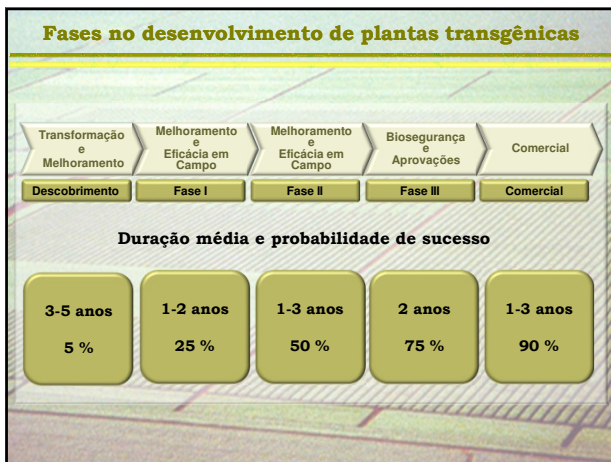 Fases no desenvolvimento de plantas transgênicas
Transformação
e
Melhoramento
Melhoramento
e
Eficácia em
Campo
Melhoramento
e
Eficácia em
Campo
Biosegurança
e
Aprovações
Comercial
Descobrimento
Fase I
Fase II
Fase III
Comercial
Duração média e probabilidade de sucesso
3-5 anos
5 %
1-2 anos
25 %
1-3 anos
50 %
2 anos
75 %
1-3 anos
90 %